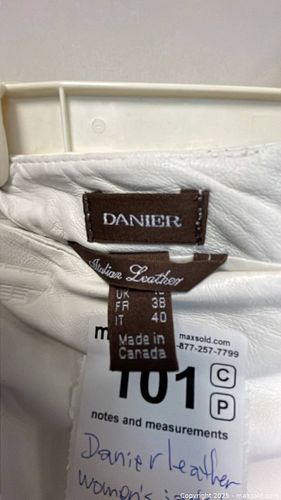 DANIER
Italian Leather
UK
FR 38
IT 40
Made in
Canada
m
maxsold.com
-877-257-7799
101 C
P
notes and measurements
Danier leather
women's
Copyright 2025 - maxsold.com